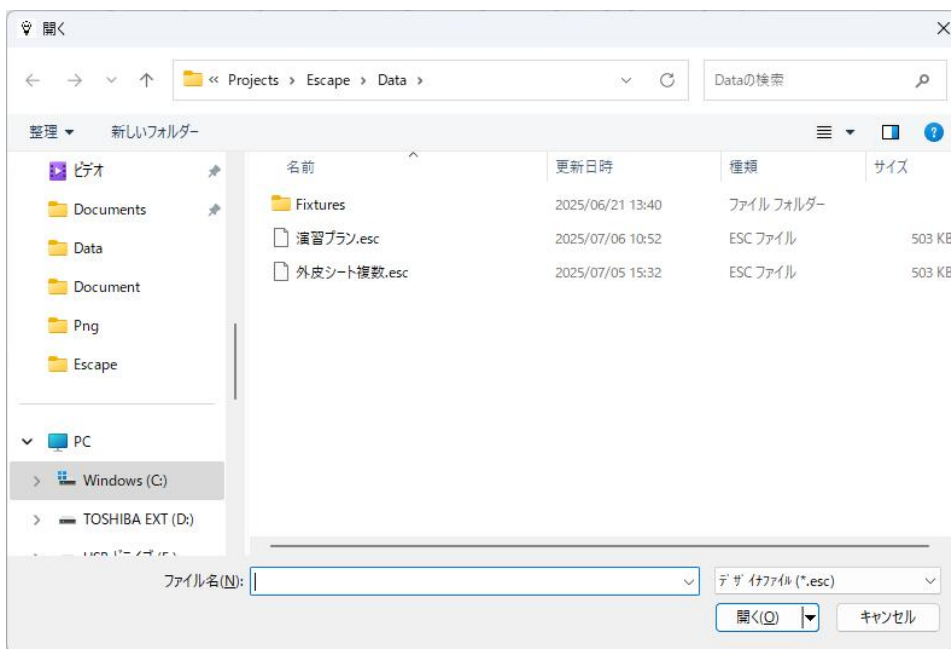 開く
« Projects › Escape › Data ›
Dataの検索
整理 新しいフォルダー
名前 更新日時 種類 サイズ
ビデオ
Documents
Data
Document
Png
Escape
PC
Windows (C:)
TOSHIBA EXT (D:)
Fixtures 2025/06/21 13:40 ファイル フォルダー
演習プラン.esc 2025/07/06 10:52 ESC ファイル 503 KB
外皮シート複数.esc 2025/07/05 15:32 ESC ファイル 503 KB
ファイル名(N):
デザイナファイル (*.esc)
開く(O) キャンセル